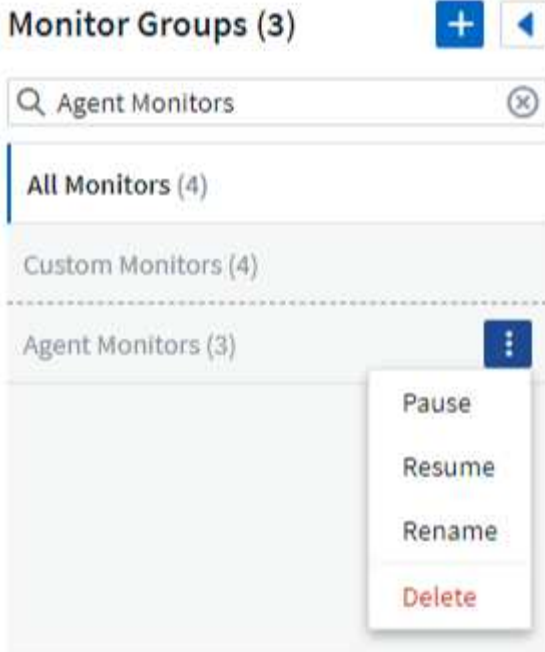 Monitor Groups (3)
Agent Monitors
All Monitors (4)
Custom Monitors (4)
Agent Monitors (3)
Pause
Resume
Rename
Delete